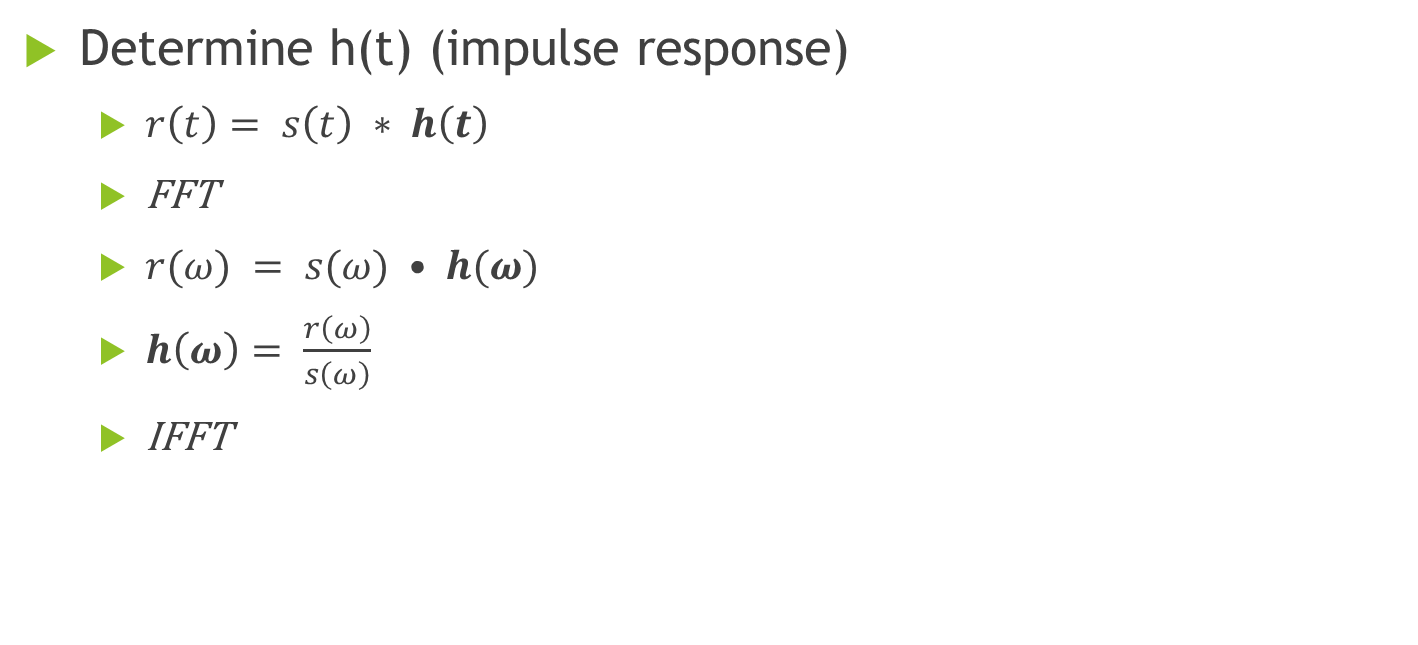 Determine h(t) (impulse response)
r(t) = s(t) * h(t)
FFT
r(ω) = s(ω) • h(ω)
h(ω) = r(ω)/s(ω)
IFFT